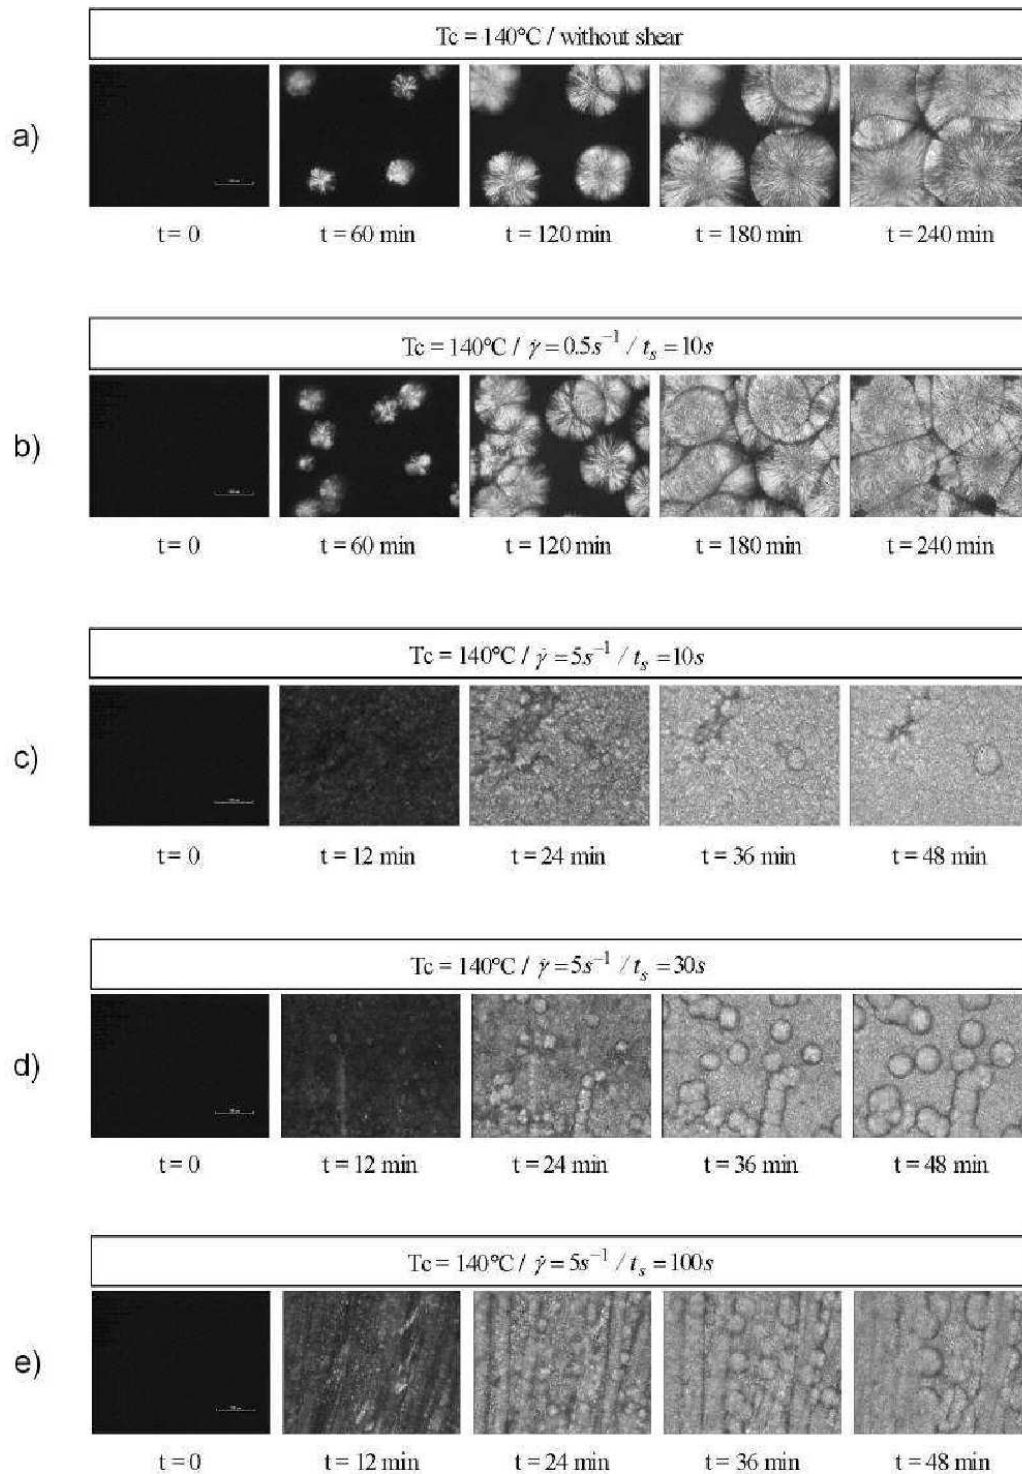 Tc = 140°C / without shear
a)
t = 0 t = 60 min t = 120 min t = 180 min t = 240 min
Tc = 140°C / γ̇ = 0.5s⁻¹ / tₛ = 10s
b)
t = 0 t = 60 min t = 120 min t = 180 min t = 240 min
Tc = 140°C / γ̇ = 5s⁻¹ / tₛ = 10s
c)
t = 0 t = 12 min t = 24 min t = 36 min t = 48 min
Tc = 140°C / γ̇ = 5s⁻¹ / tₛ = 30s
d)
t = 0 t = 12 min t = 24 min t = 36 min t = 48 min
Tc = 140°C / γ̇ = 5s⁻¹ / tₛ = 100s
e)
t = 0 t = 12 min t = 24 min t = 36 min t = 48 min